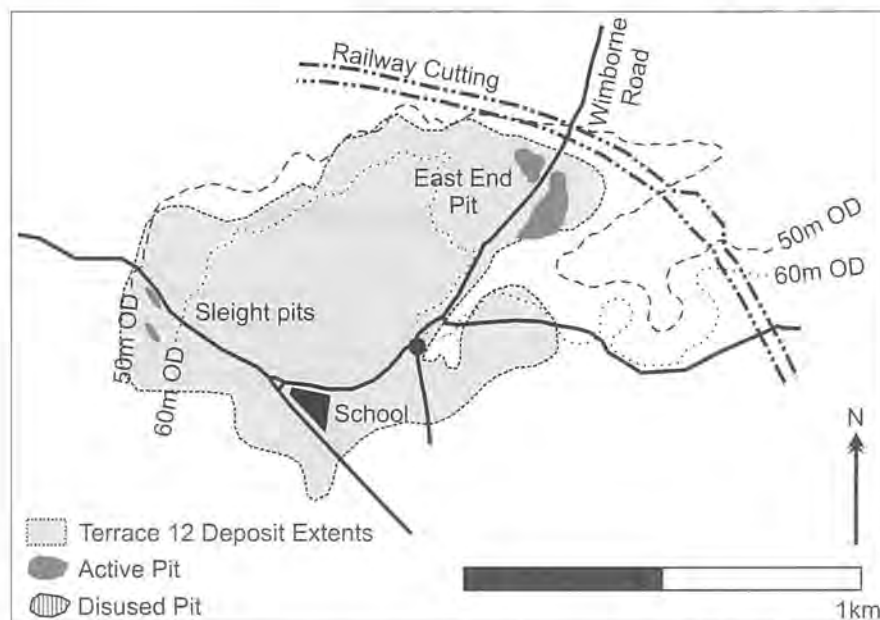 Railway Cutting
Wimborne
Road
East End
Pit
50m OD
60m OD
Sleight pits
50m OD
60m OD
School
N
Terrace 12 Deposit Extents
Active Pit
Disused Pit
1km